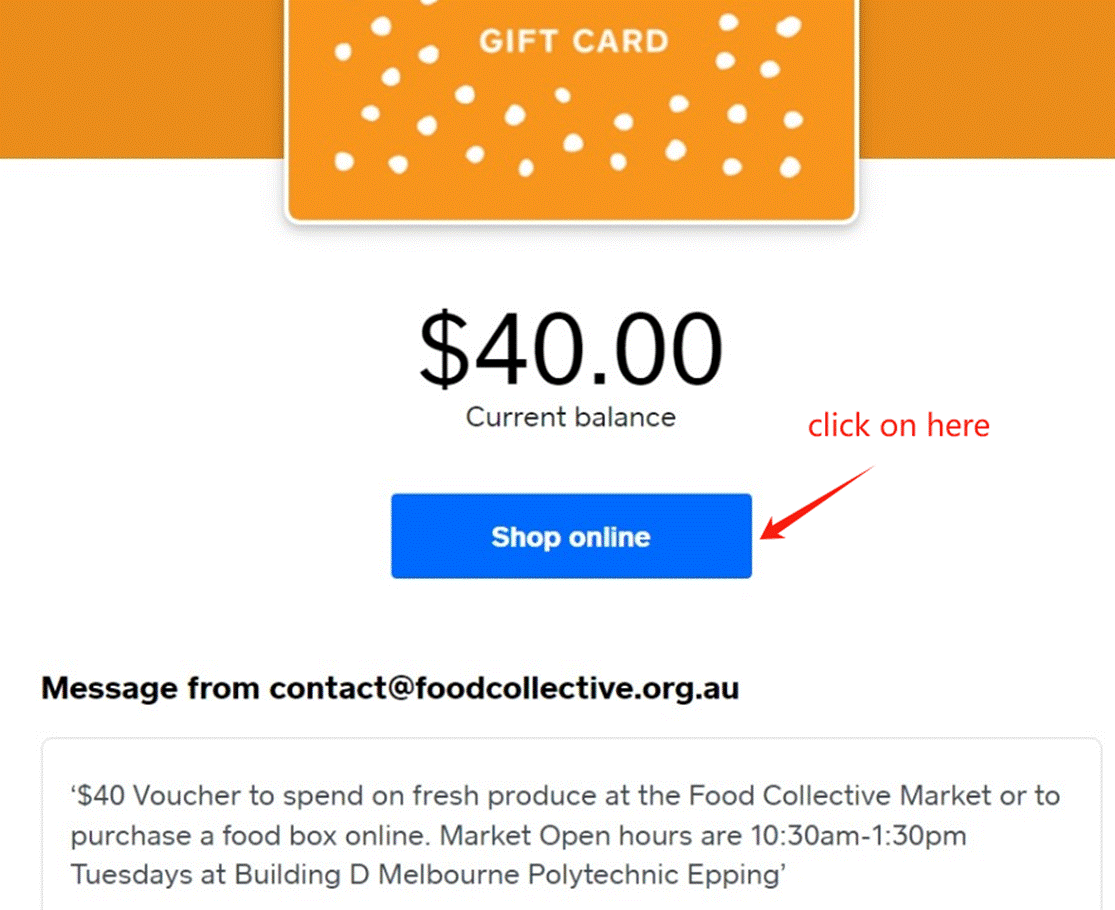 GIFT CARD
$40.00
Current balance
click on here
Shop online
Message from contact@foodcollective.org.au
‘$40 Voucher to spend on fresh produce at the Food Collective Market or to
purchase a food box online. Market Open hours are 10:30am-1:30pm
Tuesdays at Building D Melbourne Polytechnic Epping’